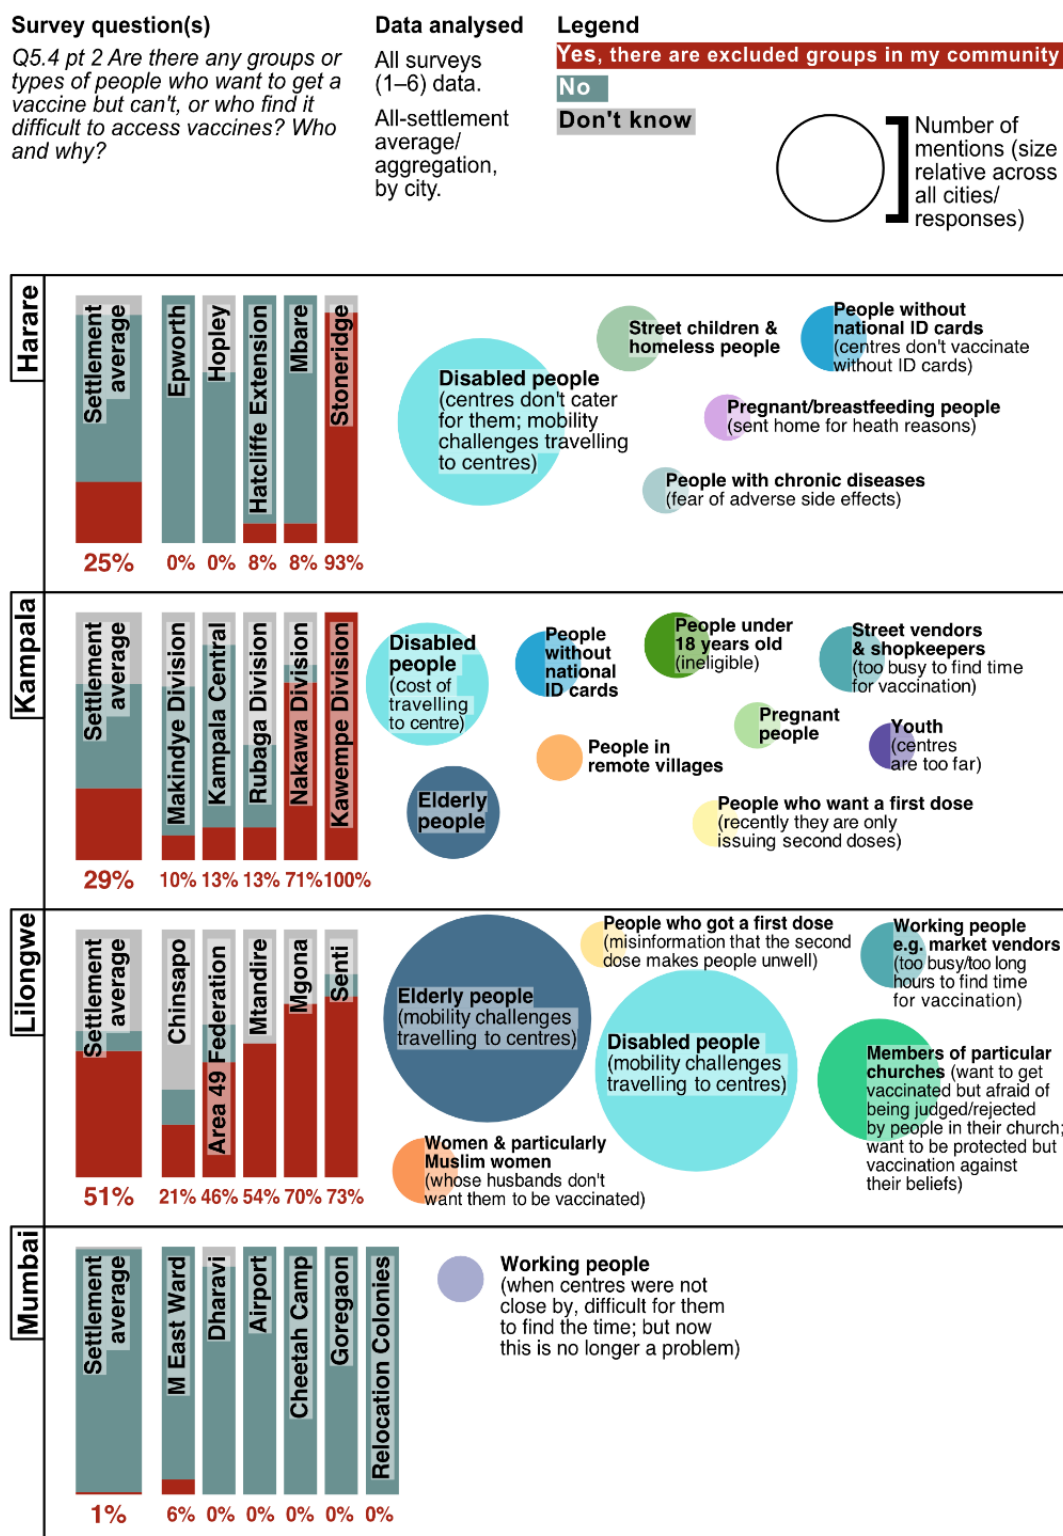 Survey question(s)
Q5.4 pt 2 Are there any groups or
types of people who want to get a
vaccine but can't, or who find it
difficult to access vaccines? Who
and why?
Data analysed
All surveys
(1–6) data.
All-settlement
average/
aggregation,
by city.
Legend
Yes, there are excluded groups in my community
No
Don't know
Number of
mentions (size
relative across
all cities/
responses)
Harare
Settlement
average
Epworth
Hopley
Hatcliffe Extension
Mbare
Stoneridge
25%
0%
0%
8%
8%
93%
Disabled people
(centres don't cater
for them; mobility
challenges travelling
to centres)
Street children &
homeless people
People without
national ID cards
(centres don't vaccinate
without ID cards)
Pregnant/breastfeeding people
(sent home for heath reasons)
People with chronic diseases
(fear of adverse side effects)
Kampala
Settlement
average
Makindye Division
Kampala Central
Rubaga Division
Nakawa Division
Kawempe Division
29%
10%
13%
13%
71%
100%
Disabled
people
(cost of
travelling
to centre)
People
without
national
ID cards
People under
18 years old
(ineligible)
Street vendors
& shopkeepers
(too busy to find time
for vaccination)
People in
remote villages
Pregnant
people
Youth
(centres
are too far)
Elderly
people
People who want a first dose
(recently they are only
issuing second doses)
Lilongwe
Settlement
average
Chinsapo
Area 49 Federation
Mtandire
Mgona
Senti
51%
21%
46%
54%
70%
73%
Elderly people
(mobility challenges
travelling to centres)
People who got a first dose
(misinformation that the second
dose makes people unwell)
Working people
e.g. market vendors
(too busy/too long
hours to find time
for vaccination)
Disabled people
(mobility challenges
travelling to centres)
Members of particular
churches (want to get
vaccinated but afraid of
being judged/rejected
by people in their church;
want to be protected but
vaccination against
their beliefs)
Women & particularly
Muslim women
(whose husbands don't
want them to be vaccinated)
Mumbai
Settlement
average
M East Ward
Dharavi
Airport
Cheetah Camp
Goregaon
Relocation Colonies
1%
6%
0%
0%
0%
0%
0%
Working people
(when centres were not
close by, difficult for them
to find the time; but now
this is no longer a problem)